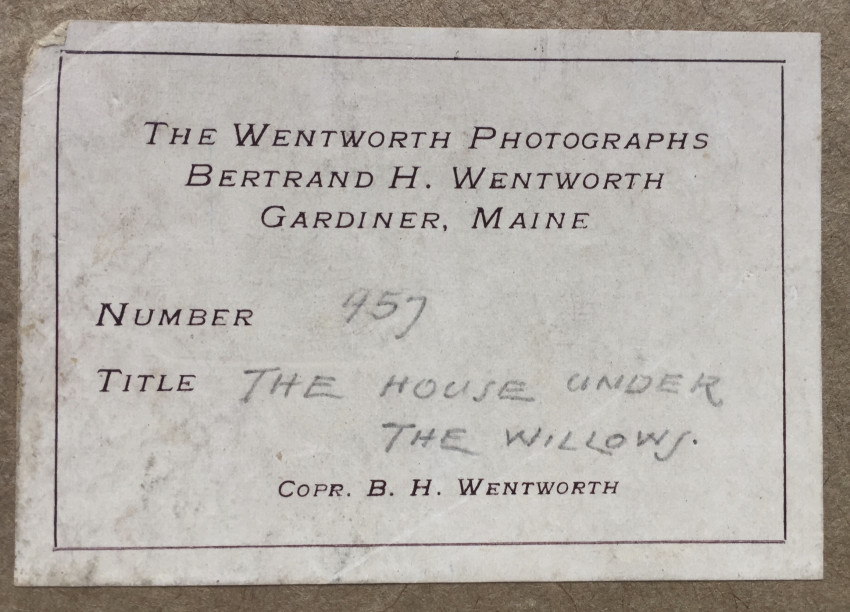 THE WENTWORTH PHOTOGRAPHS
BERTRAND H. WENTWORTH
GARDINER, MAINE
NUMBER 957
TITLE THE HOUSE UNDER
THE WILLOWS.
COPR. B. H. WENTWORTH